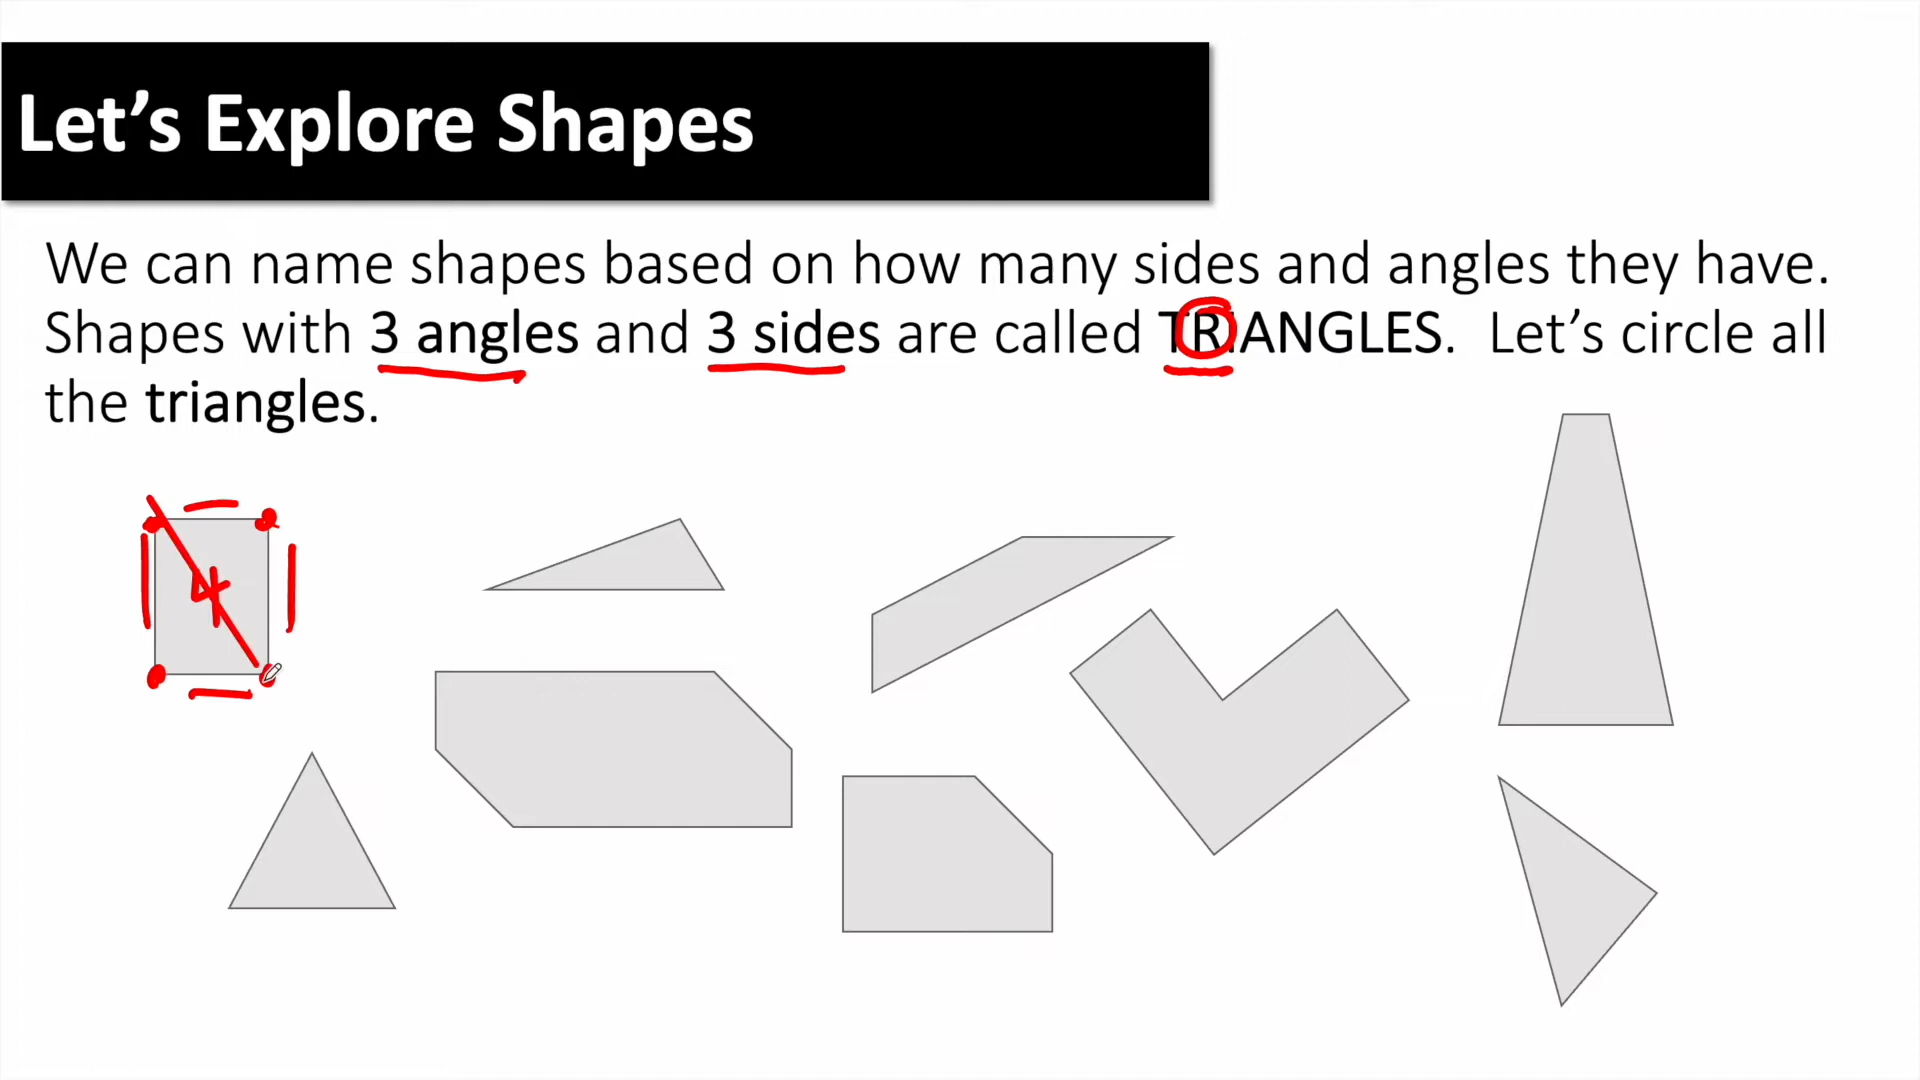 Let’s Explore Shapes
We can name shapes based on how many sides and angles they have.
Shapes with 3 angles and 3 sides are called TRIANGLES. Let’s circle all
the triangles.
4